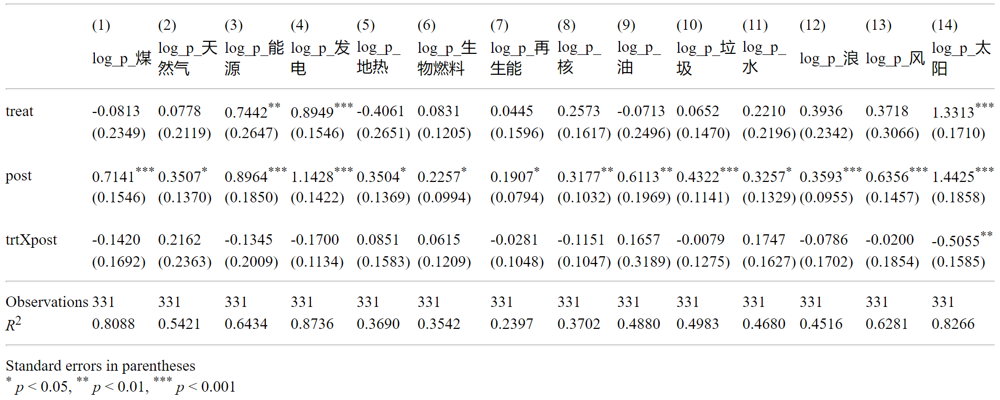 (1) (2) (3) (4) (5) (6) (7) (8) (9) (10) (11) (12) (13) (14)
log_p_煤 log_p_天然气 log_p_能源 log_p_发电 log_p_地热 log_p_生物燃料 log_p_再生能 log_p_核 log_p_油 log_p_垃圾 log_p_水 log_p_浪 log_p_风 log_p_太阳
treat -0.0813 0.0778 0.7442** 0.8949*** -0.4061 0.0831 0.0445 0.2573 -0.0713 0.0652 0.2210 0.3936 0.3718 1.3313***
(0.2349) (0.2119) (0.2647) (0.1546) (0.2651) (0.1205) (0.1596) (0.1617) (0.2496) (0.1470) (0.2196) (0.2342) (0.3066) (0.1710)
post 0.7141*** 0.3507* 0.8964*** 1.1428*** 0.3504* 0.2257* 0.1907* 0.3177** 0.6113** 0.4322*** 0.3257* 0.3593*** 0.6356*** 1.4425***
(0.1546) (0.1370) (0.1850) (0.1422) (0.1369) (0.0994) (0.0794) (0.1032) (0.1969) (0.1141) (0.1329) (0.0955) (0.1457) (0.1858)
trtXpost -0.1420 0.2162 -0.1345 -0.1700 0.0851 0.0615 -0.0281 -0.1151 0.1657 -0.0079 0.1747 -0.0786 -0.0200 -0.5055**
(0.1692) (0.2363) (0.2009) (0.1134) (0.1583) (0.1209) (0.1048) (0.1047) (0.3189) (0.1275) (0.1627) (0.1702) (0.1854) (0.1585)
Observations 331 331 331 331 331 331 331 331 331 331 331 331 331 331
R2 0.8088 0.5421 0.6434 0.8736 0.3690 0.3542 0.2397 0.3702 0.4880 0.4983 0.4680 0.4516 0.6281 0.8266
Standard errors in parentheses
* p < 0.05, ** p < 0.01, *** p < 0.001